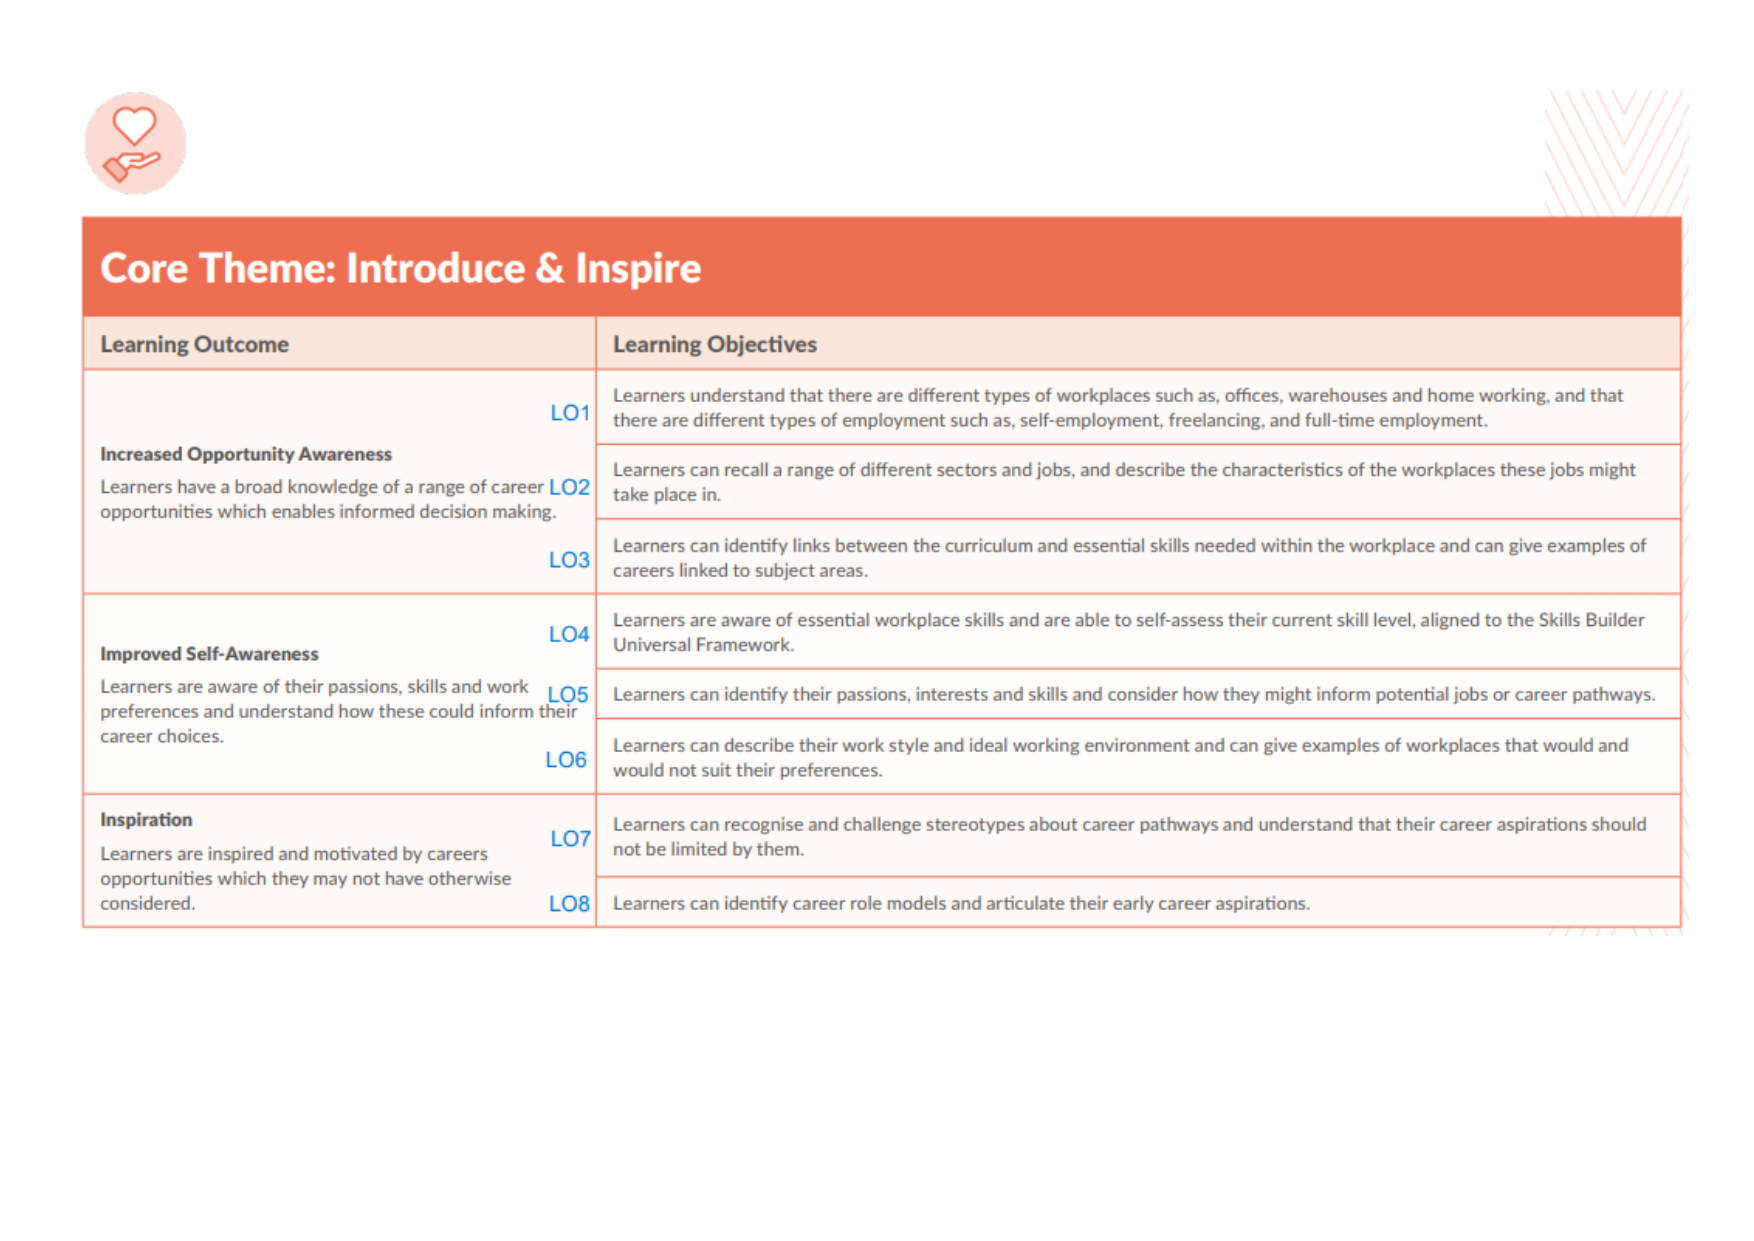 Core Theme: Introduce & Inspire
Learning Outcome
Learning Objectives
Increased Opportunity Awareness
Learners have a broad knowledge of a range of career
opportunities which enables informed decision making.
LO1
Learners understand that there are different types of workplaces such as, offices, warehouses and home working, and that
there are different types of employment such as, self-employment, freelancing, and full-time employment.
LO2
Learners can recall a range of different sectors and jobs, and describe the characteristics of the workplaces these jobs might
take place in.
LO3
Learners can identify links between the curriculum and essential skills needed within the workplace and can give examples of
careers linked to subject areas.
Improved Self-Awareness
Learners are aware of their passions, skills and work
preferences and understand how these could inform their
career choices.
LO4
Learners are aware of essential workplace skills and are able to self-assess their current skill level, aligned to the Skills Builder
Universal Framework.
LO5
Learners can identify their passions, interests and skills and consider how they might inform potential jobs or career pathways.
LO6
Learners can describe their work style and ideal working environment and can give examples of workplaces that would and
would not suit their preferences.
Inspiration
Learners are inspired and motivated by careers
opportunities which they may not have otherwise
considered.
LO7
Learners can recognise and challenge stereotypes about career pathways and understand that their career aspirations should
not be limited by them.
LO8
Learners can identify career role models and articulate their early career aspirations.